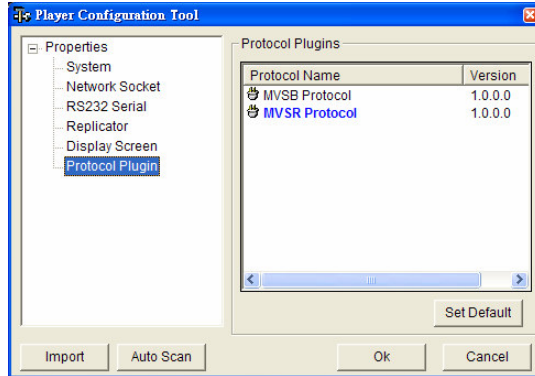 Player Configuration Tool
Properties
System
Network Socket
RS232 Serial
Replicator
Display Screen
Protocol Plugin
Protocol Plugins
Protocol Name Version
MVSB Protocol 1.0.0.0
MVSR Protocol 1.0.0.0
Set Default
Import Auto Scan Ok Cancel